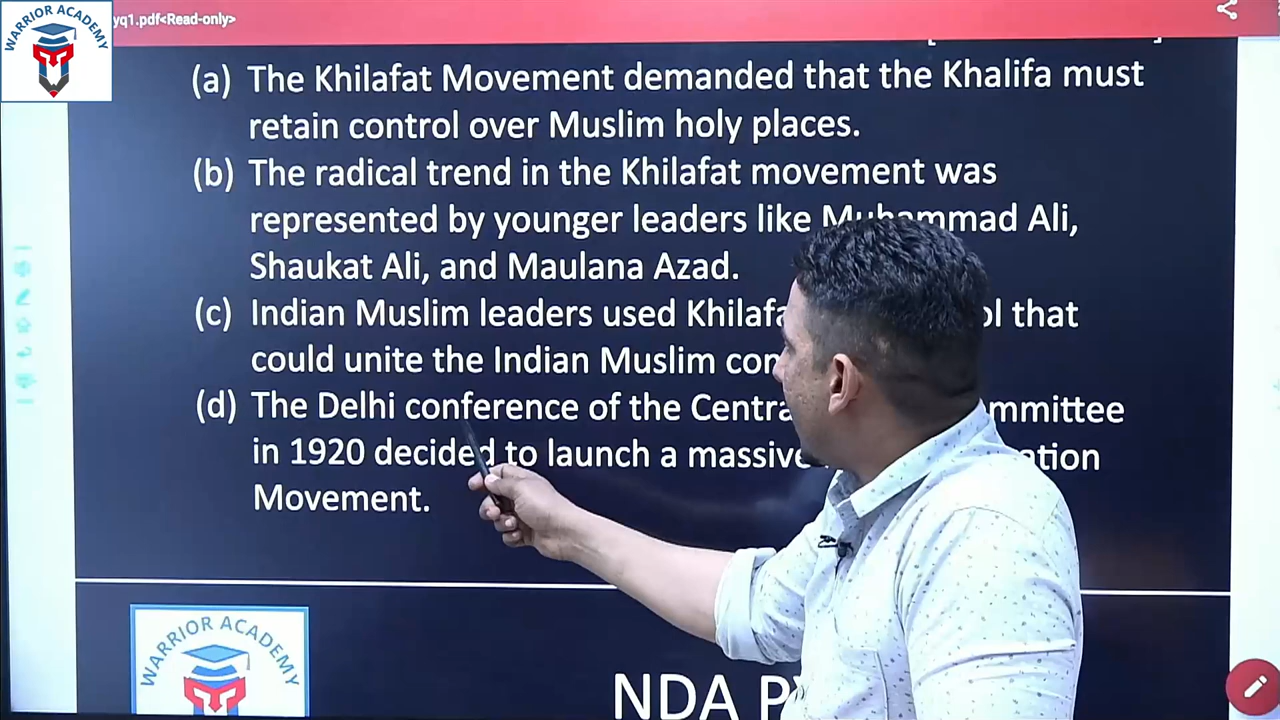 WARRIOR ACADEMY
yq1.pdf<Read-only>
(a) The Khilafat Movement demanded that the Khalifa must
retain control over Muslim holy places.
(b) The radical trend in the Khilafat movement was
represented by younger leaders like Muhammad Ali,
Shaukat Ali, and Maulana Azad.
(c) Indian Muslim leaders used that
could unite the Indian Muslim
(d) The Delhi conference of the
in 1920 decided to launch a massive
Movement.
WARRIOR ACADEMY
NDA